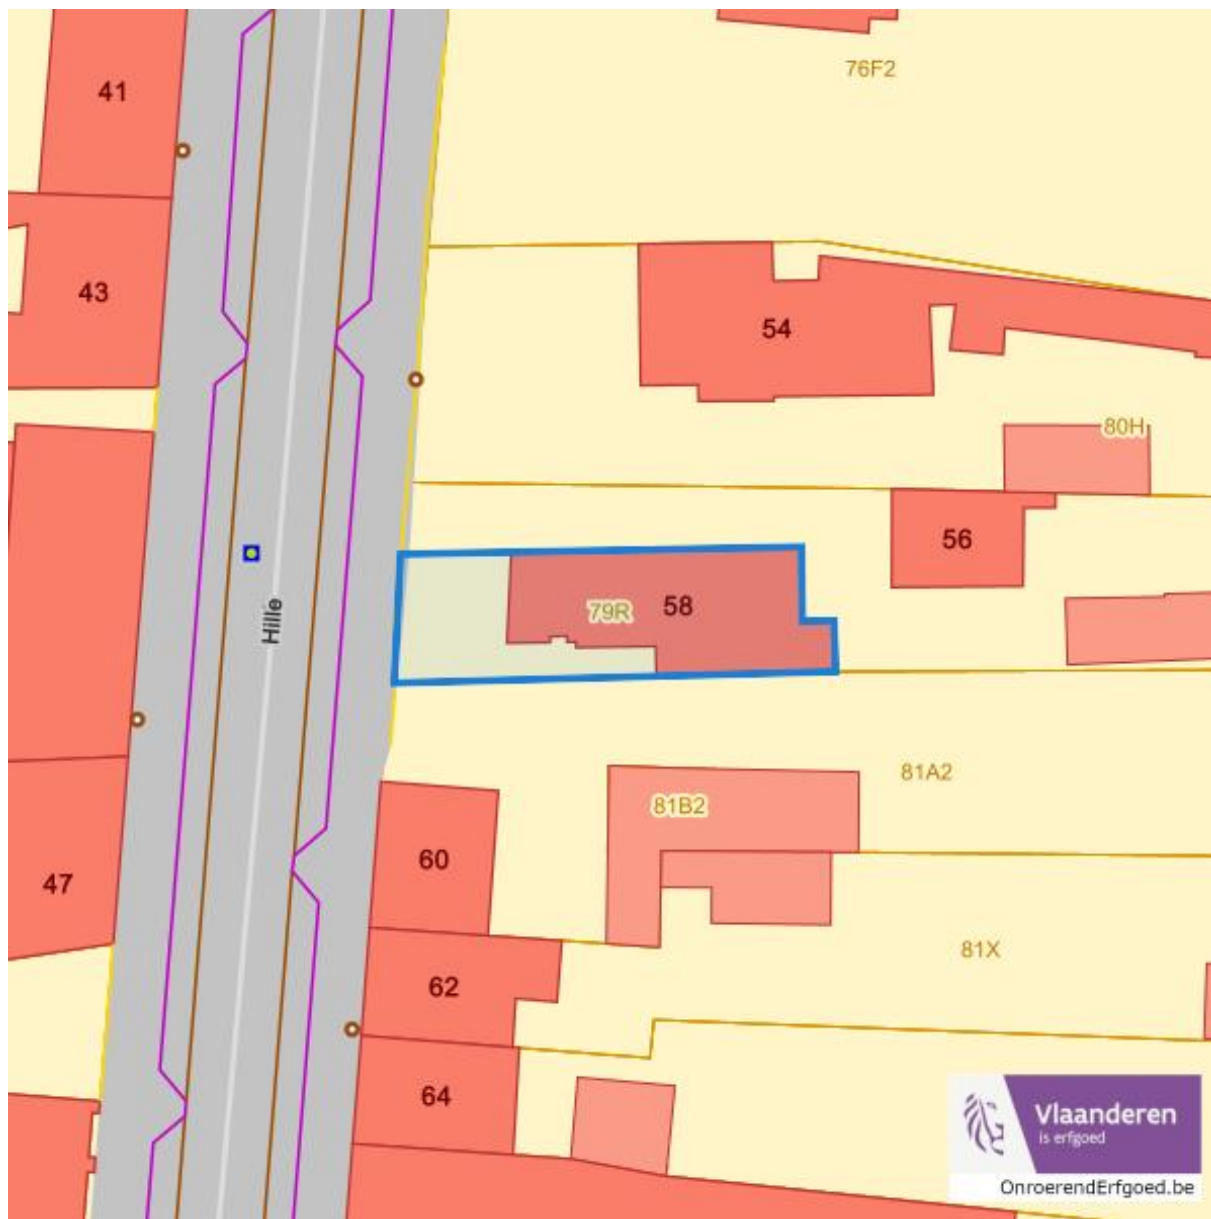 76F2
41
43
54
80H
56
58
79R
Hille
81A2
81B2
60
47
81X
62
64
Vlaanderen
is erfgoed
OnroerendErfgoed.be